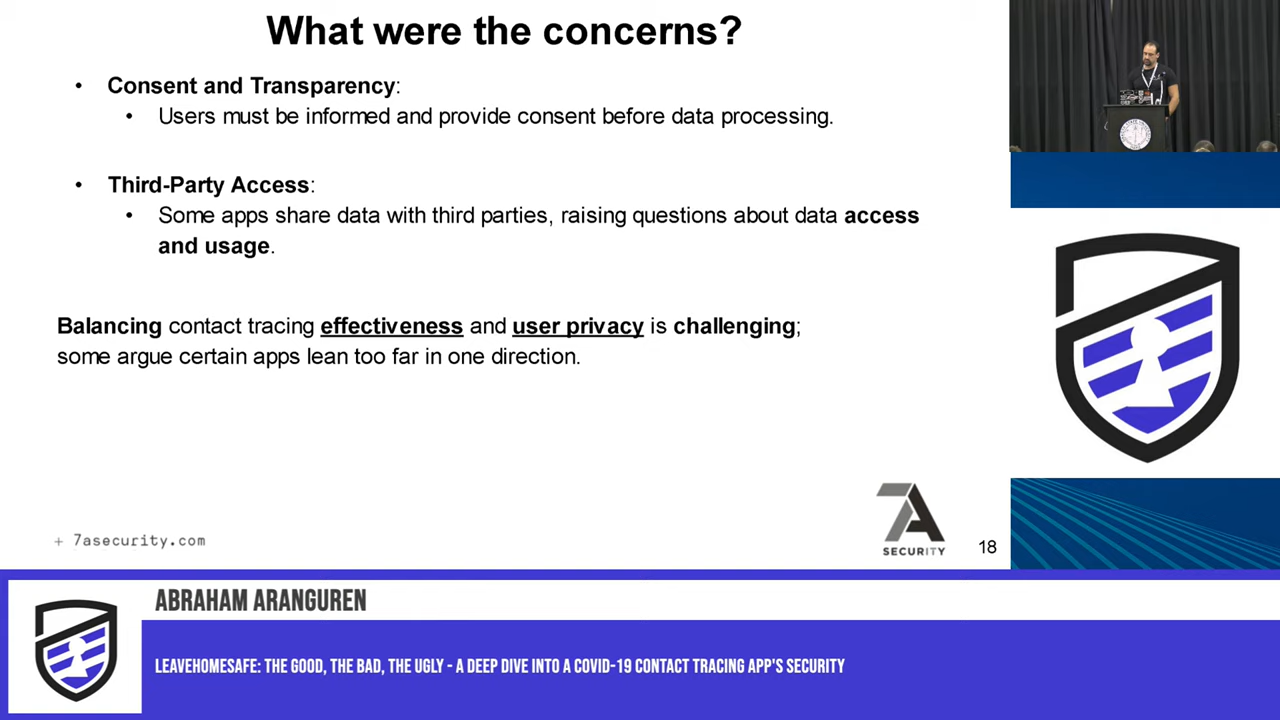 What were the concerns?
• Consent and Transparency:
• Users must be informed and provide consent before data processing.
• Third-Party Access:
• Some apps share data with third parties, raising questions about data access
and usage.
Balancing contact tracing effectiveness and user privacy is challenging;
some argue certain apps lean too far in one direction.
+ 7asecurity.com
7A
SECURITY
18
ABRAHAM ARANGUREN
LEAVEHOMESAFE: THE GOOD, THE BAD, THE UGLY - A DEEP DIVE INTO A COVID-19 CONTACT TRACING APP'S SECURITY